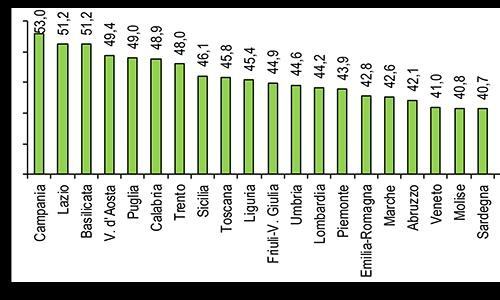 53,0
51,2
51,2
49,4
49,0
48,9
48,0
46,1
45,8
45,4
44,9
44,6
44,2
43,9
42,8
42,6
42,1
41,0
40,8
40,7
Campania
Lazio
Basilicata
V. d'Aosta
Puglia
Calabria
Trento
Sicilia
Toscana
Liguria
Friuli-V. Giulia
Umbria
Lombardia
Piemonte
Emilia-Romagna
Marche
Abruzzo
Veneto
Molise
Sardegna